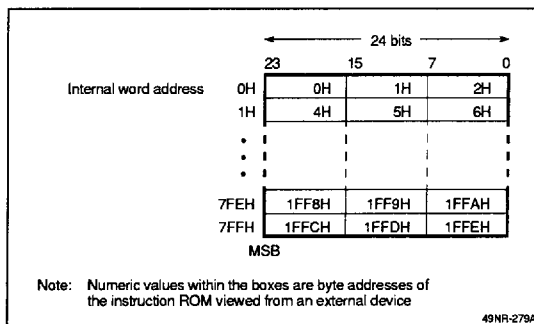 24 bits
23 15 7 0
Internal word address 0H 0H 1H 2H
1H 4H 5H 6H
7FEH 1FF8H 1FF9H 1FFAH
7FFH 1FFCH 1FFDH 1FFEH
MSB
Note: Numeric values within the boxes are byte addresses of
the instruction ROM viewed from an external device
49NR-279A